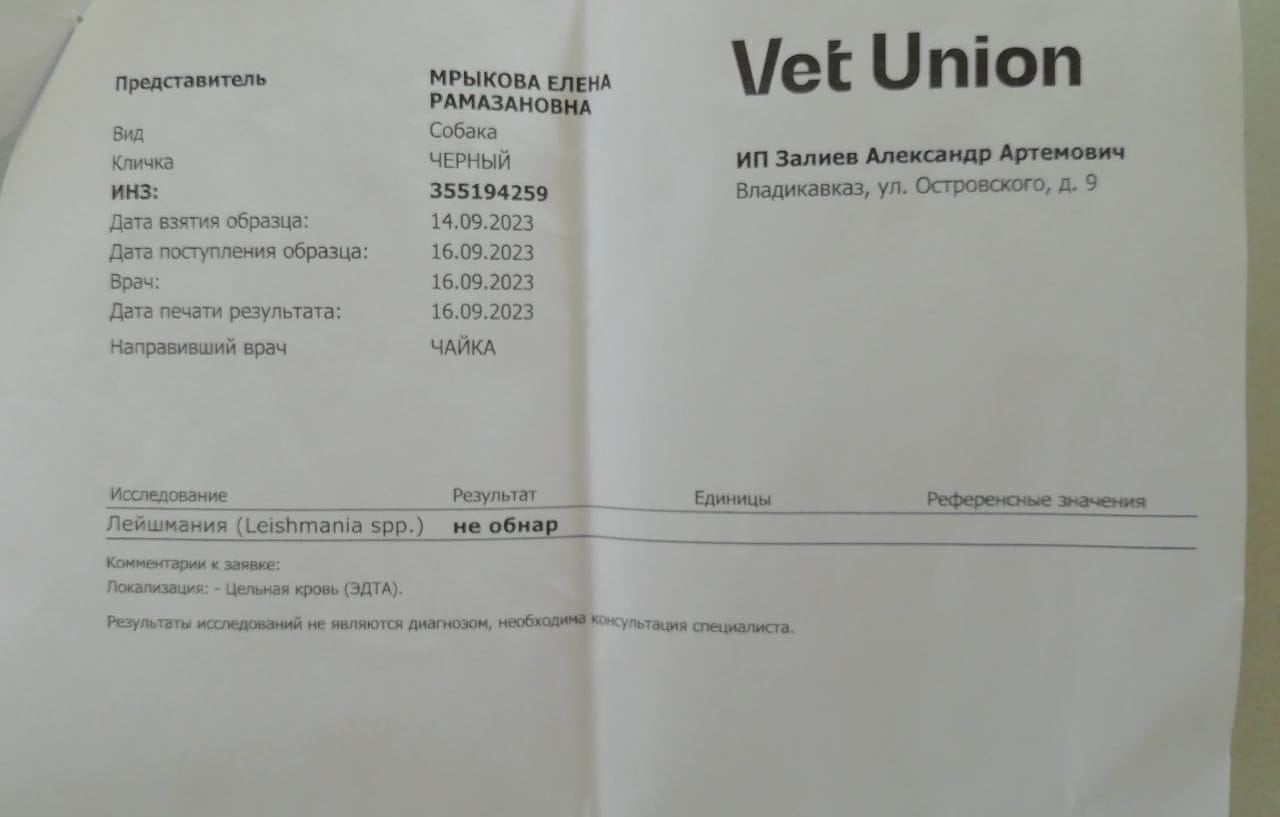 Vet Union
Представитель МРЫКОВА ЕЛЕНА
РАМАЗАНОВНА
Вид Собака
Кличка ЧЕРНЫЙ
ИНЗ: 355194259
Дата взятия образца: 14.09.2023
Дата поступления образца: 16.09.2023
Врач: 16.09.2023
Дата печати результата: 16.09.2023
Направивший врач ЧАЙКА
ИП Залиев Александр Артемович
Владикавказ, ул. Островского, д. 9
Исследование Результат Единицы Референсные значения
Лейшмания (Leishmania spp.) не обнар
Комментарии к заявке:
Локализация: - Цельная кровь (ЭДТА).
Результаты исследований не являются диагнозом, необходима консультация специалиста.